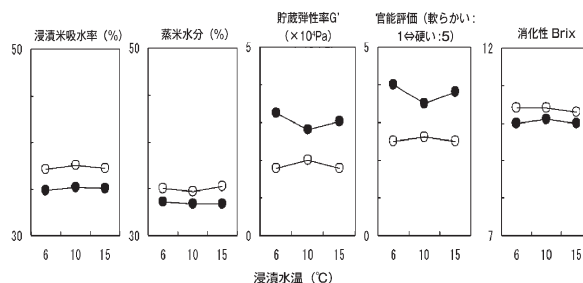 浸漬米吸水率 (%)
蒸米水分 (%)
貯蔵弾性率G'
(×10⁴Pa)
官能評価 (軟らかい:
1⇔硬い:5)
消化性 Brix
50
30
6 10 15
50
30
6 10 15
5
0
6 10 15
5
0
6 10 15
12
7
6 10 15
浸漬水温 (℃)